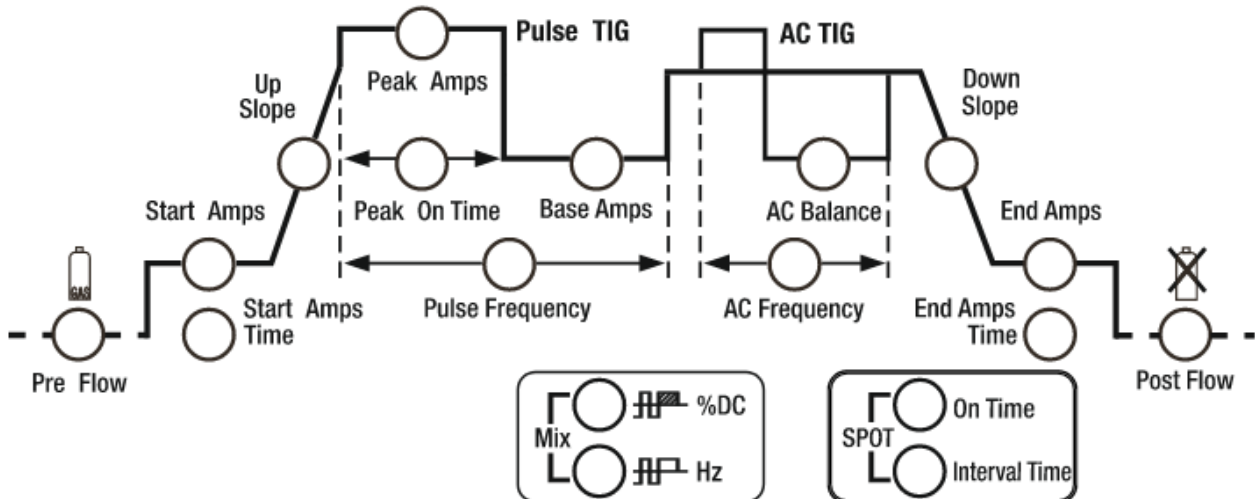 Pulse TIG
AC TIG
Peak Amps
Up
Slope
Down
Slope
Start Amps
Peak On Time
Base Amps
AC Balance
End Amps
GAS
Start Amps
Time
Pulse Frequency
AC Frequency
End Amps
Time
Pre Flow
Post Flow
Mix
%DC
Hz
SPOT
On Time
Interval Time